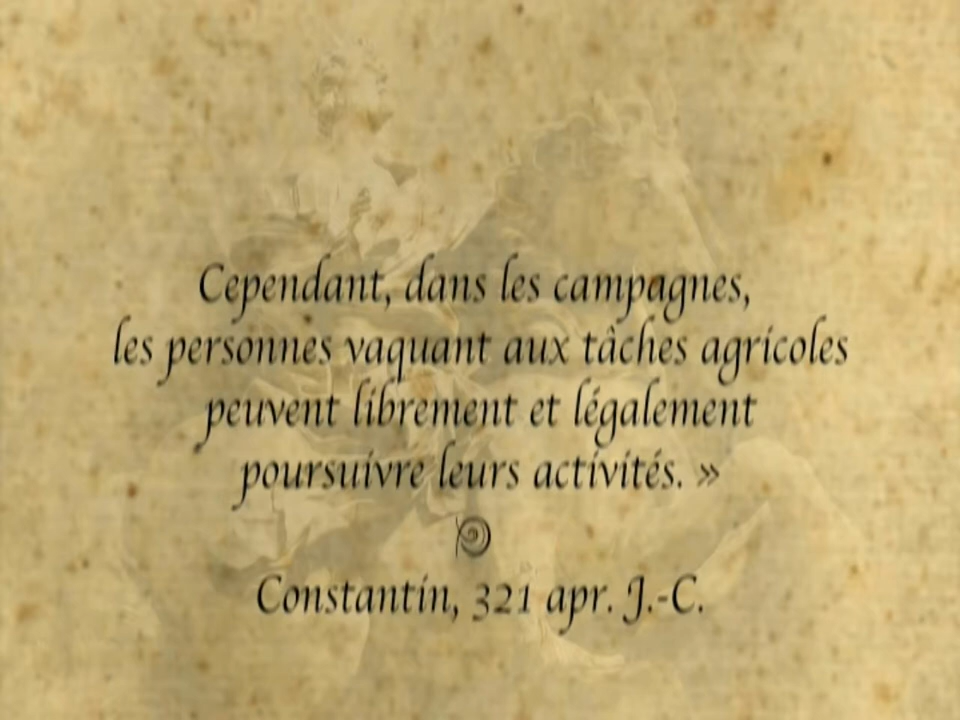 Cependant, dans les campagnes,
les personnes vaquant aux tâches agricoles
peuvent librement et légalement
poursuivre leurs activités. »
Constantin, 321 apr. J.-C.